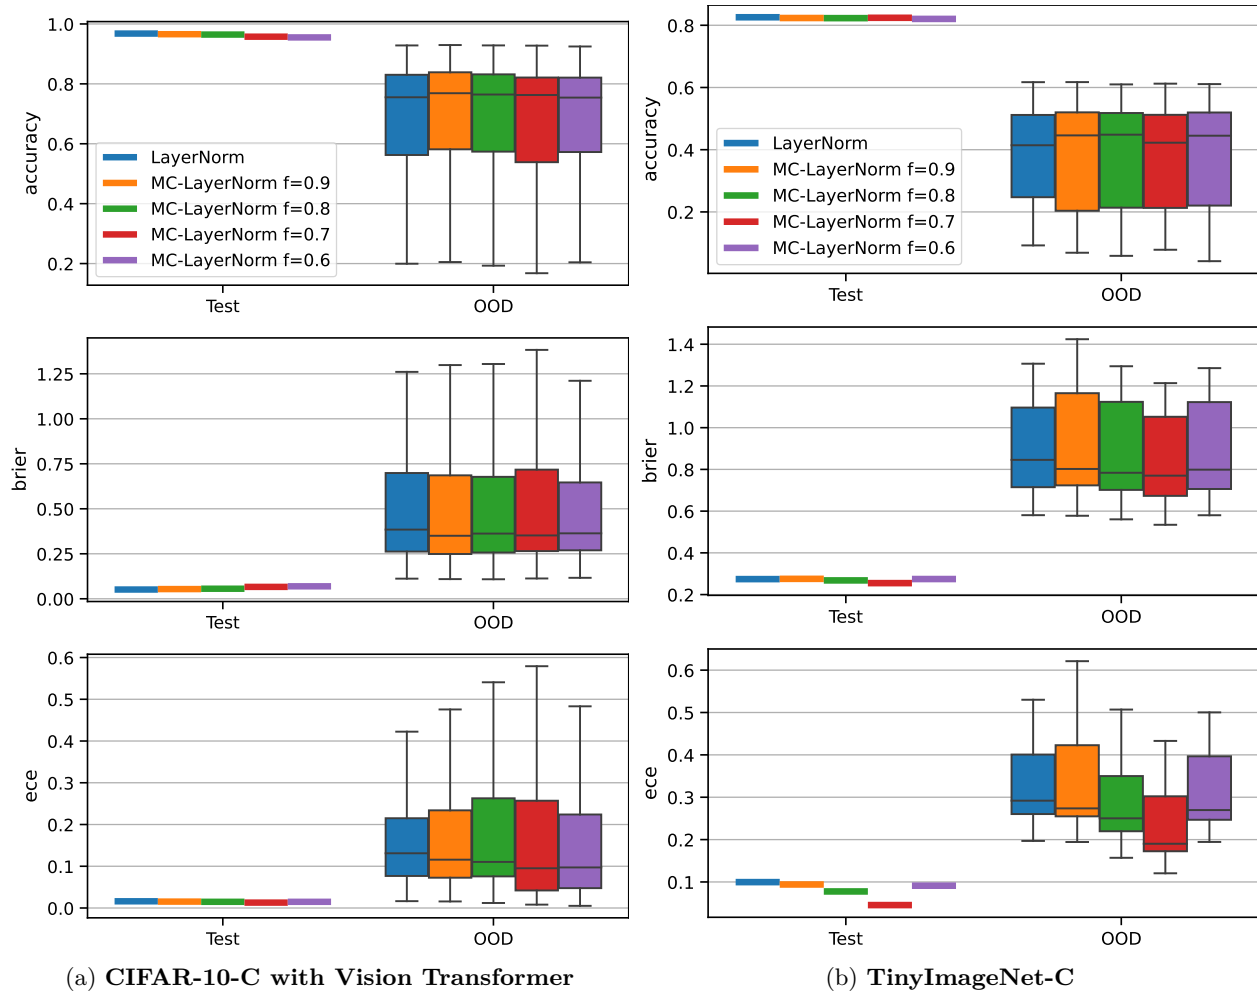 1.0
0.8
0.6
0.4
0.2
accuracy
LayerNorm
MC-LayerNorm f=0.9
MC-LayerNorm f=0.8
MC-LayerNorm f=0.7
MC-LayerNorm f=0.6
Test
OOD
0.8
0.6
0.4
0.2
accuracy
LayerNorm
MC-LayerNorm f=0.9
MC-LayerNorm f=0.8
MC-LayerNorm f=0.7
MC-LayerNorm f=0.6
Test
OOD
1.25
1.00
0.75
0.50
0.25
0.00
brier
Test
OOD
1.4
1.2
1.0
0.8
0.6
0.4
0.2
brier
Test
OOD
0.6
0.5
0.4
0.3
0.2
0.1
0.0
ece
Test
OOD
0.6
0.5
0.4
0.3
0.2
0.1
ece
Test
OOD
(a) CIFAR-10-C with Vision Transformer
(b) TinyImageNet-C